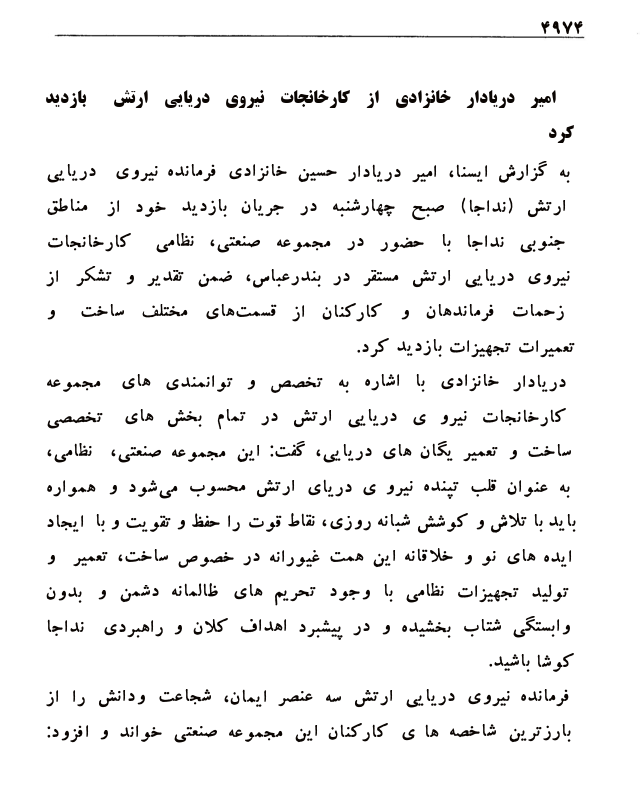 ۴۹۷۴
امیر دریادار خانزادی از کارخانجات نیروی دریایی ارتش بازدید
کرد
به گزارش ایسنا، امیر دریادار حسین خانزادی فرمانده نیروی دریایی
ارتش (نداجا) صبح چهارشنبه در جریان بازدید خود از مناطق
جنوبی نداجا با حضور در مجموعه صنعتی، نظامی کارخانجات
نیروی دریایی ارتش مستقر در بندرعباس، ضمن تقدیر و تشکر از
زحمات فرماندهان و کارکنان از قسمت‌های مختلف ساخت و
تعمیرات تجهیزات بازدید کرد.
دریادار خانزادی با اشاره به تخصص و توانمندی های مجموعه
کارخانجات نیرو ی دریایی ارتش در تمام بخش های تخصصی
ساخت و تعمیر یگان های دریایی، گفت: این مجموعه صنعتی، نظامی،
به عنوان قلب تپنده نیرو ی دریای ارتش محسوب می‌شود و همواره
باید با تلاش و کوشش شبانه روزی، نقاط قوت را حفظ و تقویت و با ایجاد
ایده های نو و خلاقانه این همت غیورانه در خصوص ساخت، تعمیر و
تولید تجهیزات نظامی با وجود تحریم های ظالمانه دشمن و بدون
وابستگی شتاب بخشیده و در پیشبرد اهداف کلان و راهبردی نداجا
کوشا باشید.
فرمانده نیروی دریایی ارتش سه عنصر ایمان، شجاعت ودانش را از
بارزترین شاخصه ها ی کارکنان این مجموعه صنعتی خواند و افزود: